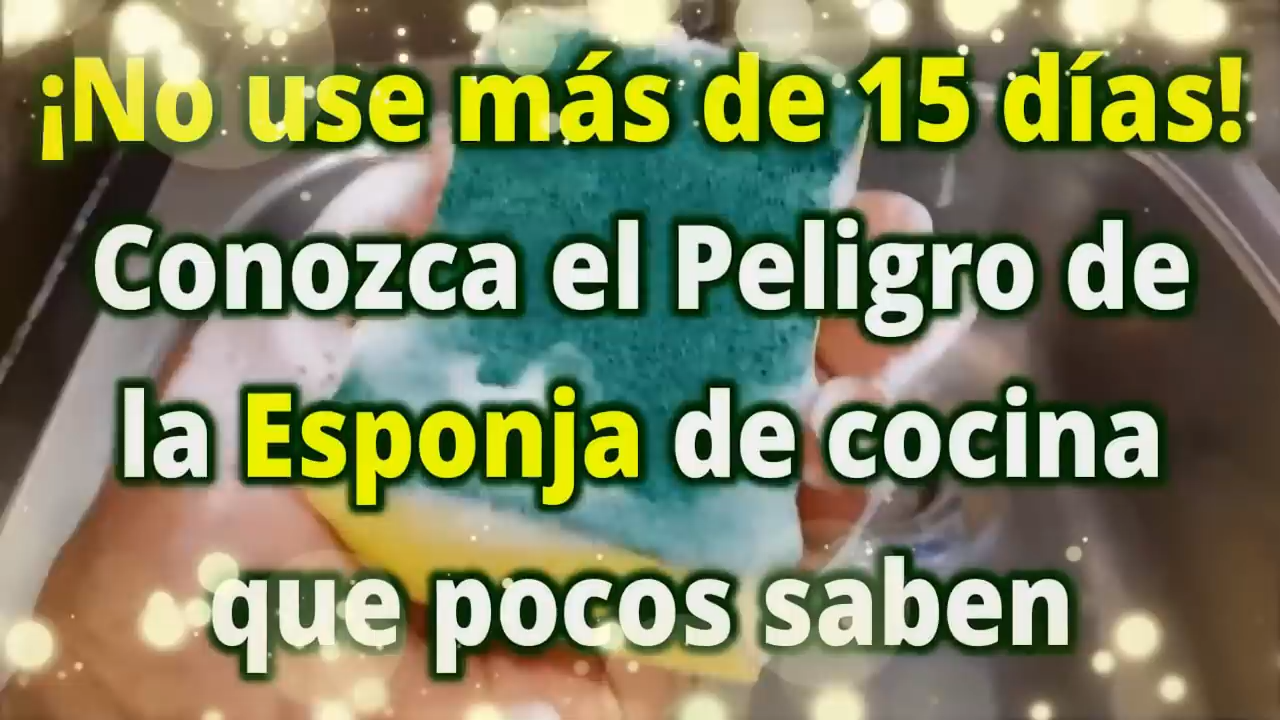 ¡No use más de 15 días!
Conozca el Peligro de
la Esponja de cocina
que pocos saben